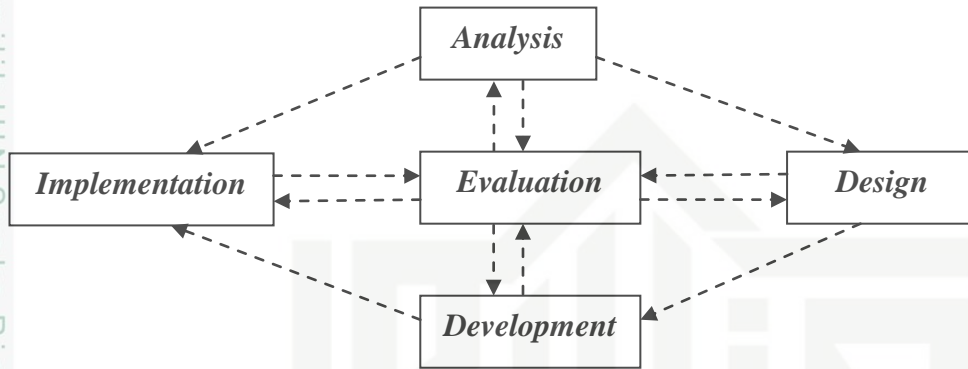 Analysis
Implementation
Evaluation
Design
Development